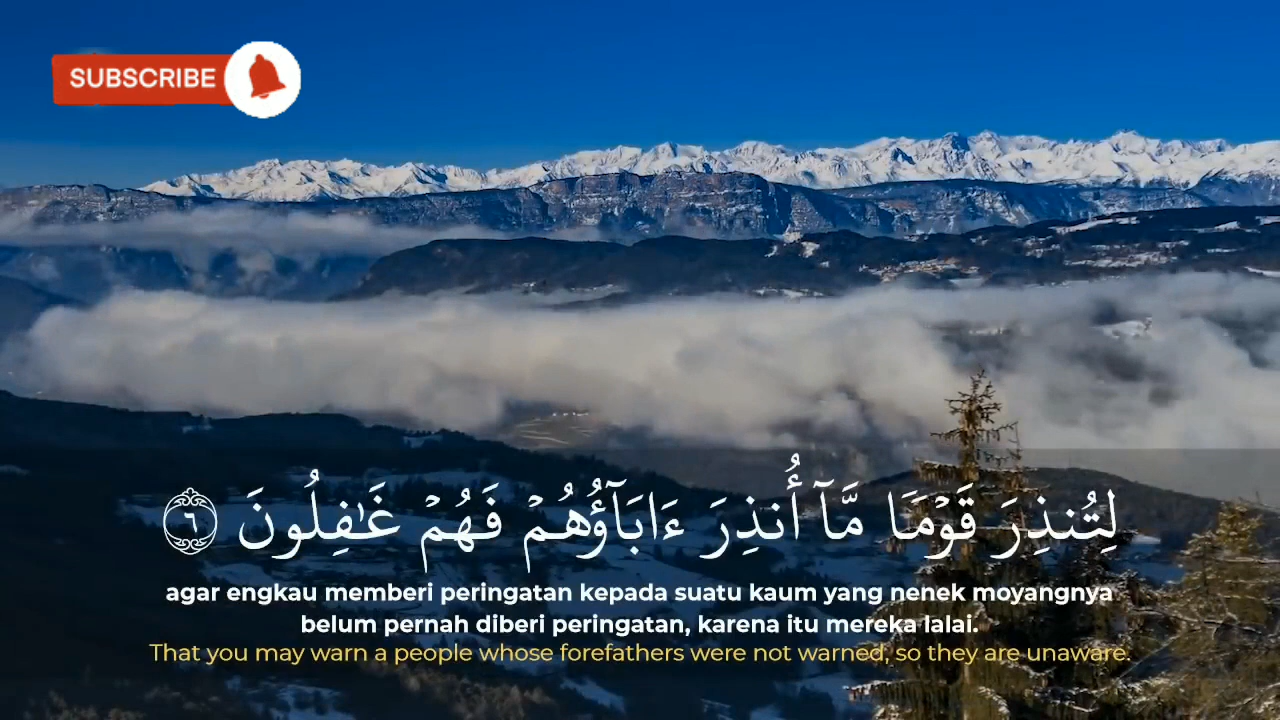 SUBSCRIBE
لِتُنذِرَ قَوْمًا مَّآ أُنذِرَ ءَابَآؤُهُمْ فَهُمْ غَـٰفِلُونَ ٦
agar engkau memberi peringatan kepada suatu kaum yang nenek moyangnya
belum pernah diberi peringatan, karena itu mereka lalai.
That you may warn a people whose forefathers were not warned, so they are unaware.